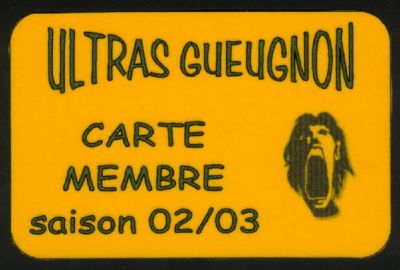 ULTRAS GUEUGNON
CARTE
MEMBRE
saison 02/03